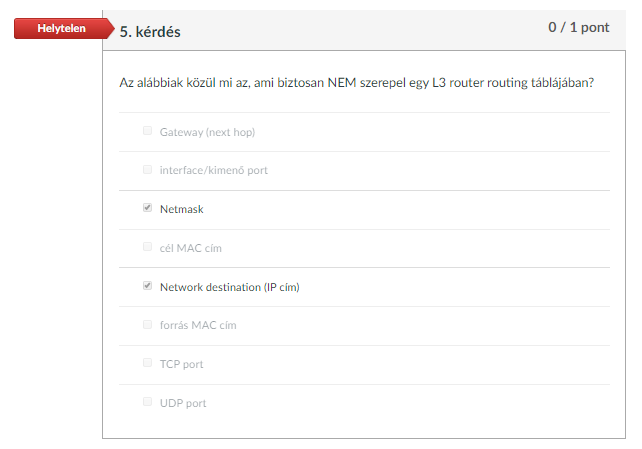 Helytelen
5. kérdés
0 / 1 pont
Az alábbiak közül mi az, ami biztosan NEM szerepel egy L3 router routing táblájában?
Gateway (next hop)
interface/kimenő port
Netmask
cél MAC cím
Network destination (IP cím)
forrás MAC cím
TCP port
UDP port